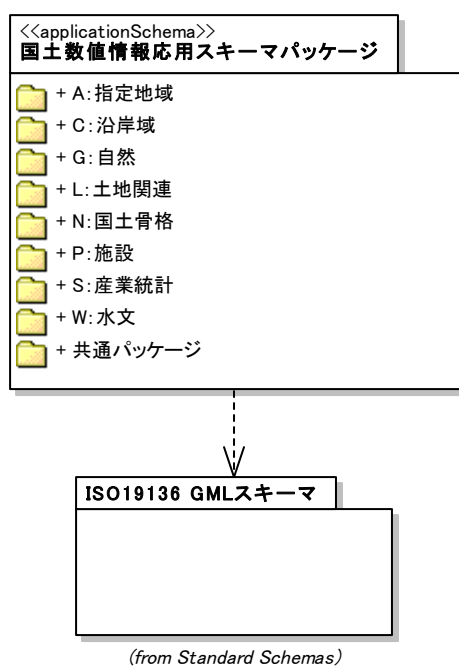 <<applicationSchema>>
国土数値情報応用スキーマパッケージ
+ A:指定地域
+ C:沿岸域
+ G:自然
+ L:土地関連
+ N:国土骨格
+ P:施設
+ S:産業統計
+ W:水文
+ 共通パッケージ
ISO19136 GMLスキーマ
(from Standard Schemas)